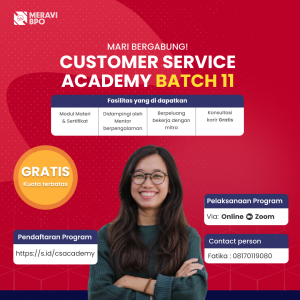 MERAVI
BPO
MARI BERGABUNG!
CUSTOMER SERVICE
ACADEMY BATCH 11
Fasilitas yang di dapatkan
Modul Materi
& Sertifikat
Didampingi oleh
Mentor
berpengalaman
Berpeluang
bekerja dengan
mitra
Konsultasi
karir Gratis
GRATIS
Kuota terbatas
Pelaksanaan Program
Via: Online Zoom
Pendaftaran Program
https://s.id/csacademy
Contact person
Fatika : 08170119080